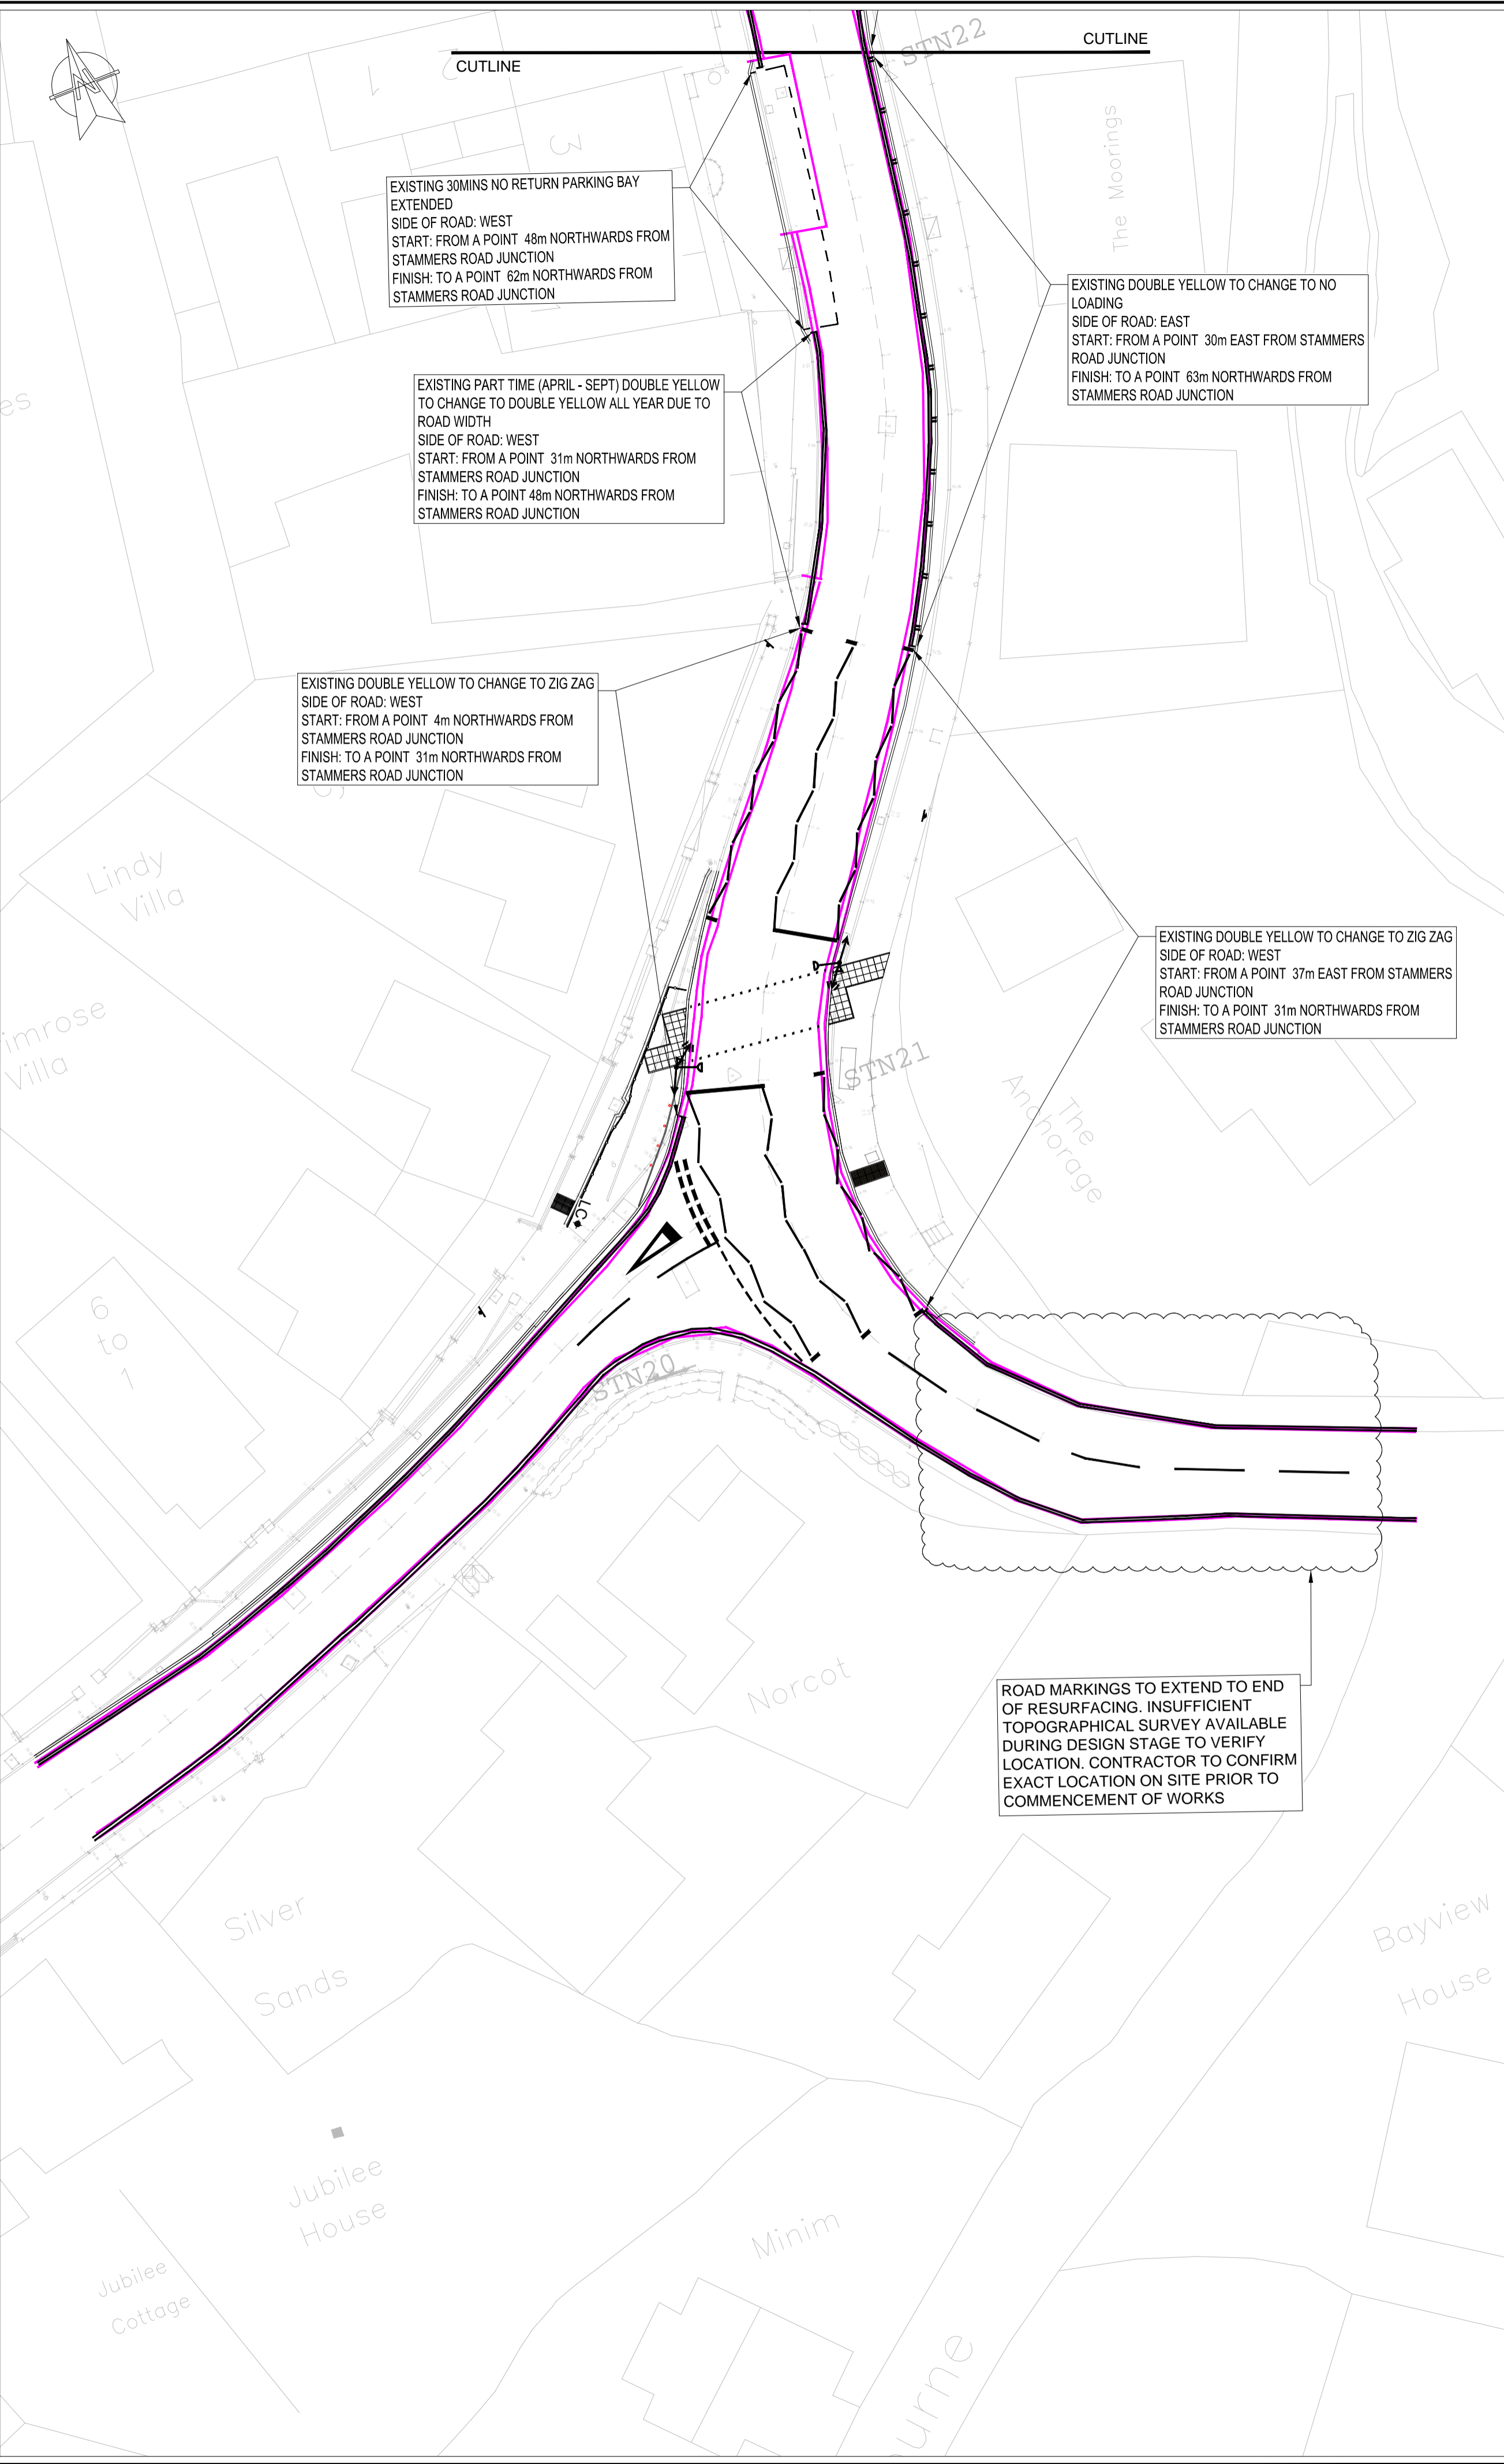 CUTLINE
CUTLINE
STN22
N
2
1
3
The Moorings
EXISTING 30MINS NO RETURN PARKING BAY
EXTENDED
SIDE OF ROAD: WEST
START: FROM A POINT 48m NORTHWARDS FROM
STAMMERS ROAD JUNCTION
FINISH: TO A POINT 62m NORTHWARDS FROM
STAMMERS ROAD JUNCTION
EXISTING DOUBLE YELLOW TO CHANGE TO NO
LOADING
SIDE OF ROAD: EAST
START: FROM A POINT 30m EAST FROM STAMMERS
ROAD JUNCTION
FINISH: TO A POINT 63m NORTHWARDS FROM
STAMMERS ROAD JUNCTION
EXISTING PART TIME (APRIL - SEPT) DOUBLE YELLOW
TO CHANGE TO DOUBLE YELLOW ALL YEAR DUE TO
ROAD WIDTH
SIDE OF ROAD: WEST
START: FROM A POINT 31m NORTHWARDS FROM
STAMMERS ROAD JUNCTION
FINISH: TO A POINT 48m NORTHWARDS FROM
STAMMERS ROAD JUNCTION
es
EXISTING DOUBLE YELLOW TO CHANGE TO ZIG ZAG
SIDE OF ROAD: WEST
START: FROM A POINT 4m NORTHWARDS FROM
STAMMERS ROAD JUNCTION
FINISH: TO A POINT 31m NORTHWARDS FROM
STAMMERS ROAD JUNCTION
Lindy
Villa
EXISTING DOUBLE YELLOW TO CHANGE TO ZIG ZAG
SIDE OF ROAD: WEST
START: FROM A POINT 37m EAST FROM STAMMERS
ROAD JUNCTION
FINISH: TO A POINT 31m NORTHWARDS FROM
STAMMERS ROAD JUNCTION
imrose
Villa
STN21
The
Anchorage
LC
6
to
1
STN20
Norcot
ROAD MARKINGS TO EXTEND TO END
OF RESURFACING. INSUFFICIENT
TOPOGRAPHICAL SURVEY AVAILABLE
DURING DESIGN STAGE TO VERIFY
LOCATION. CONTRACTOR TO CONFIRM
EXACT LOCATION ON SITE PRIOR TO
COMMENCEMENT OF WORKS
Silver
Sands
Bayview
House
Jubilee
House
Minim
Jubilee
Cottage
urne